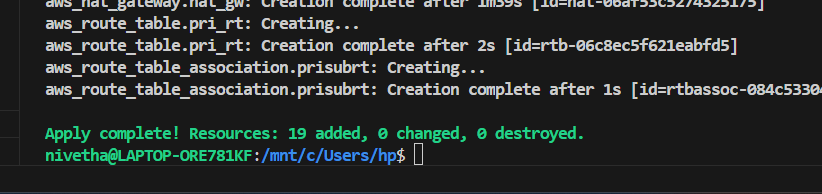 aws_nat_gateway.nat_gw: Creation complete after 1m39s [id=nat-06af53c5274325175]
aws_route_table.pri_rt: Creating...
aws_route_table.pri_rt: Creation complete after 2s [id=rtb-06c8ec5f621eabfd5]
aws_route_table_association.prisubrt: Creating...
aws_route_table_association.prisubrt: Creation complete after 1s [id=rtbassoc-084c53304
Apply complete! Resources: 19 added, 0 changed, 0 destroyed.
nivetha@LAPTOP-ORE781KF:/mnt/c/Users/hp$